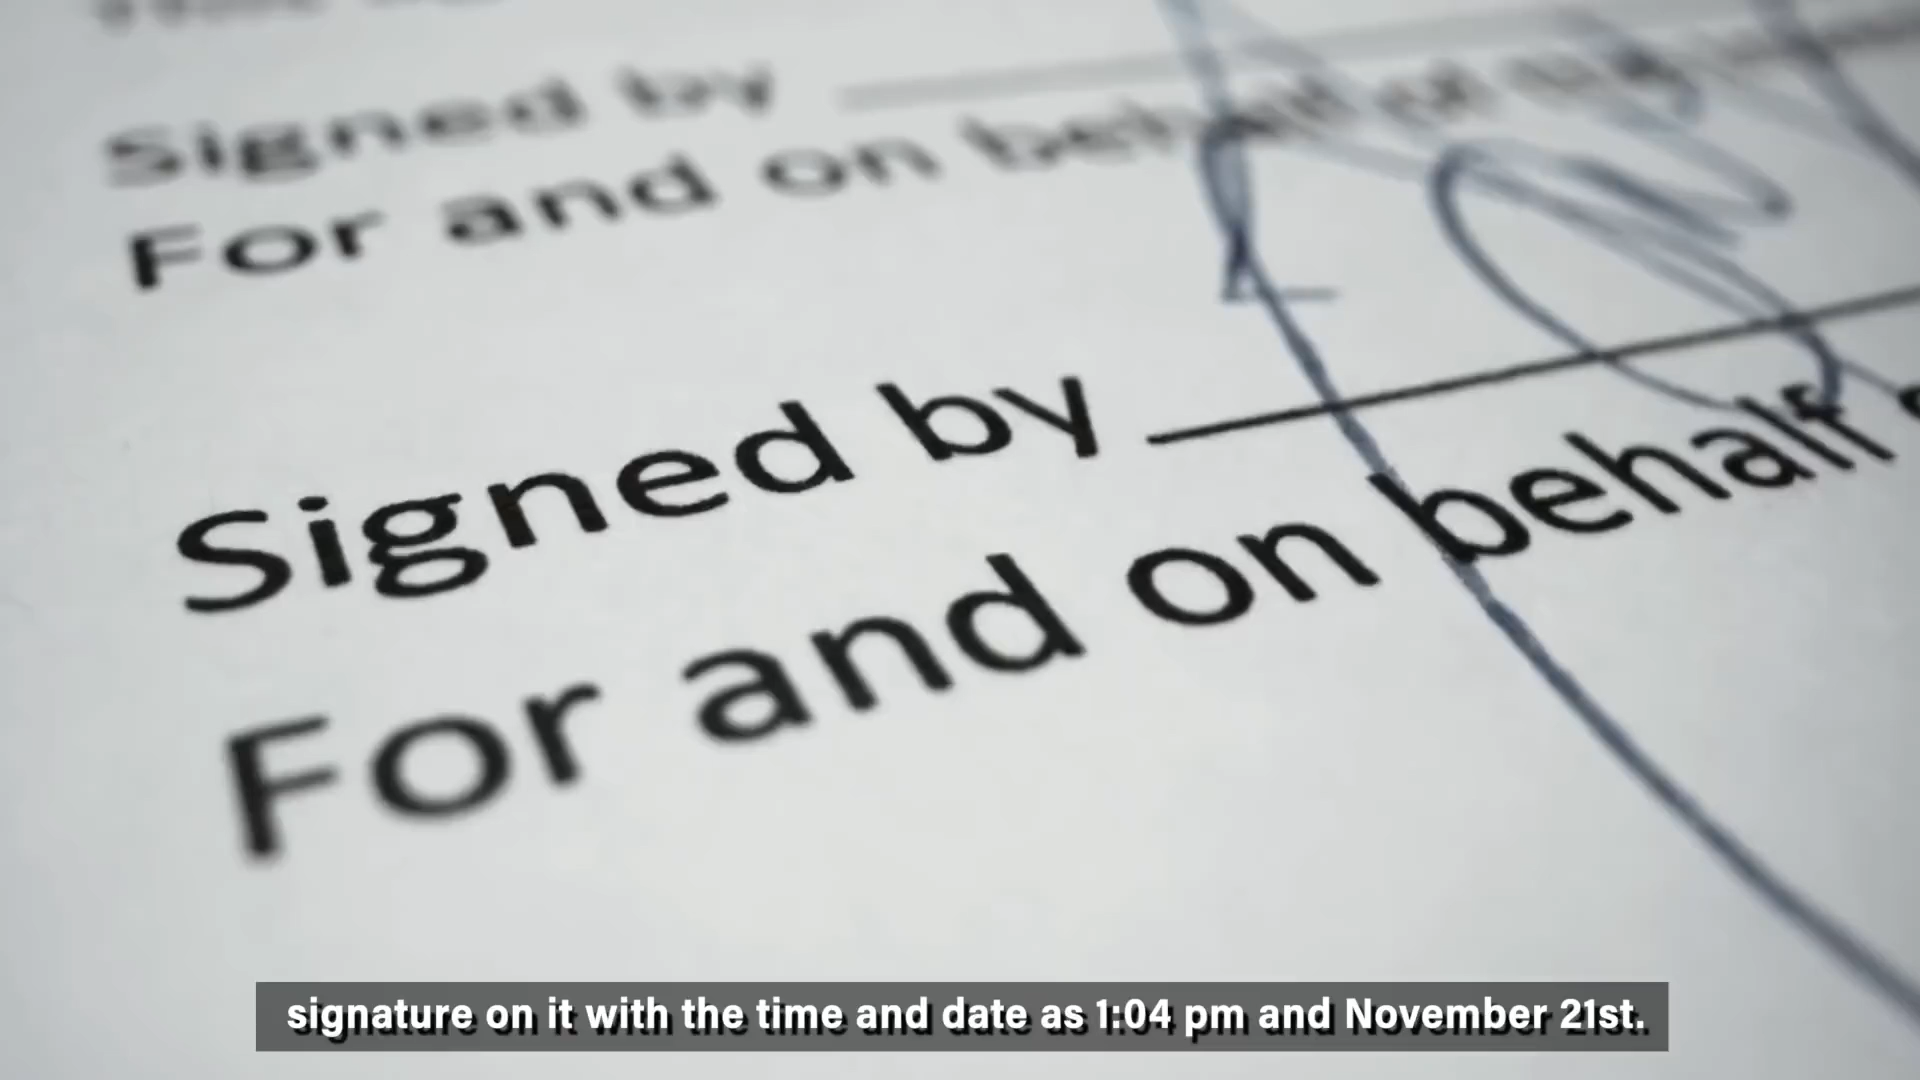 Signed by
For and on behalf of
Signed by
For and on behalf
signature on it with the time and date as 1:04 pm and November 21st.